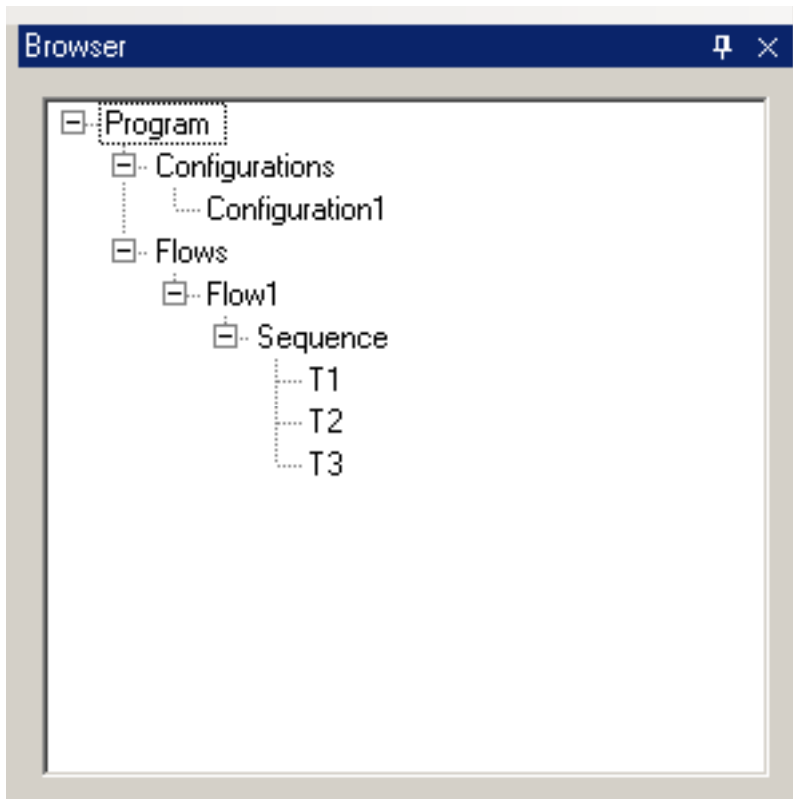 Browser
Program
Configurations
Configuration1
Flows
Flow1
Sequence
T1
T2
T3